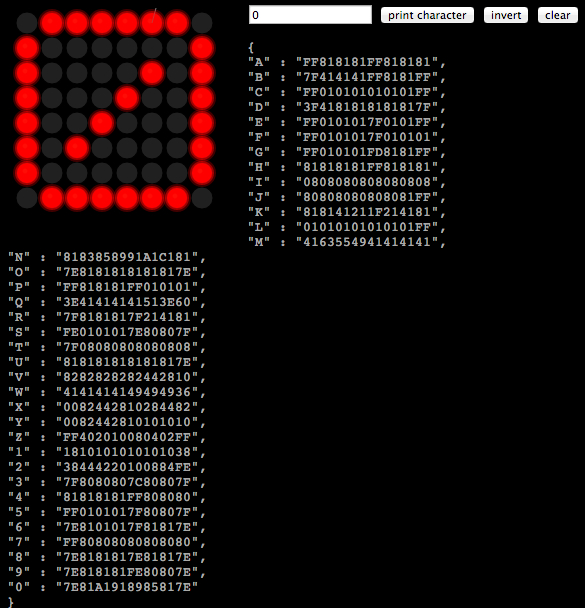 0 print character invert clear
{
"A" : "FF818181FF818181",
"B" : "7F414141FF8181FF",
"C" : "FF010101010101FF",
"D" : "3F4181818181817F",
"E" : "FF0101017F0101FF",
"F" : "FF0101017F010101",
"G" : "FF010101FD8181FF",
"H" : "81818181FF818181",
"I" : "0808080808080808",
"J" : "80808080808081FF",
"K" : "818141211F214181",
"L" : "01010101010101FF",
"M" : "4163554941414141",
"N" : "8183858991A1C181",
"O" : "7E8181818181817E",
"P" : "FF818181FF010101",
"Q" : "3E41414141513E60",
"R" : "7F8181817F214181",
"S" : "FE0101017E80807F",
"T" : "7F08080808080808",
"U" : "818181818181817E",
"V" : "8282828282442810",
"W" : "4141414149494936",
"X" : "0082442810284482",
"Y" : "0082442810101010",
"Z" : "FF402010080402FF",
"1" : "1810101010101038",
"2" : "38444220100884FE",
"3" : "7F8080807C80807F",
"4" : "81818181FF808080",
"5" : "FF0101017F80807F",
"6" : "7E8101017F81817E",
"7" : "FF80808080808080",
"8" : "7E8181817E81817E",
"9" : "7E818181FE80807E",
"0" : "7E81A1918985817E"
}